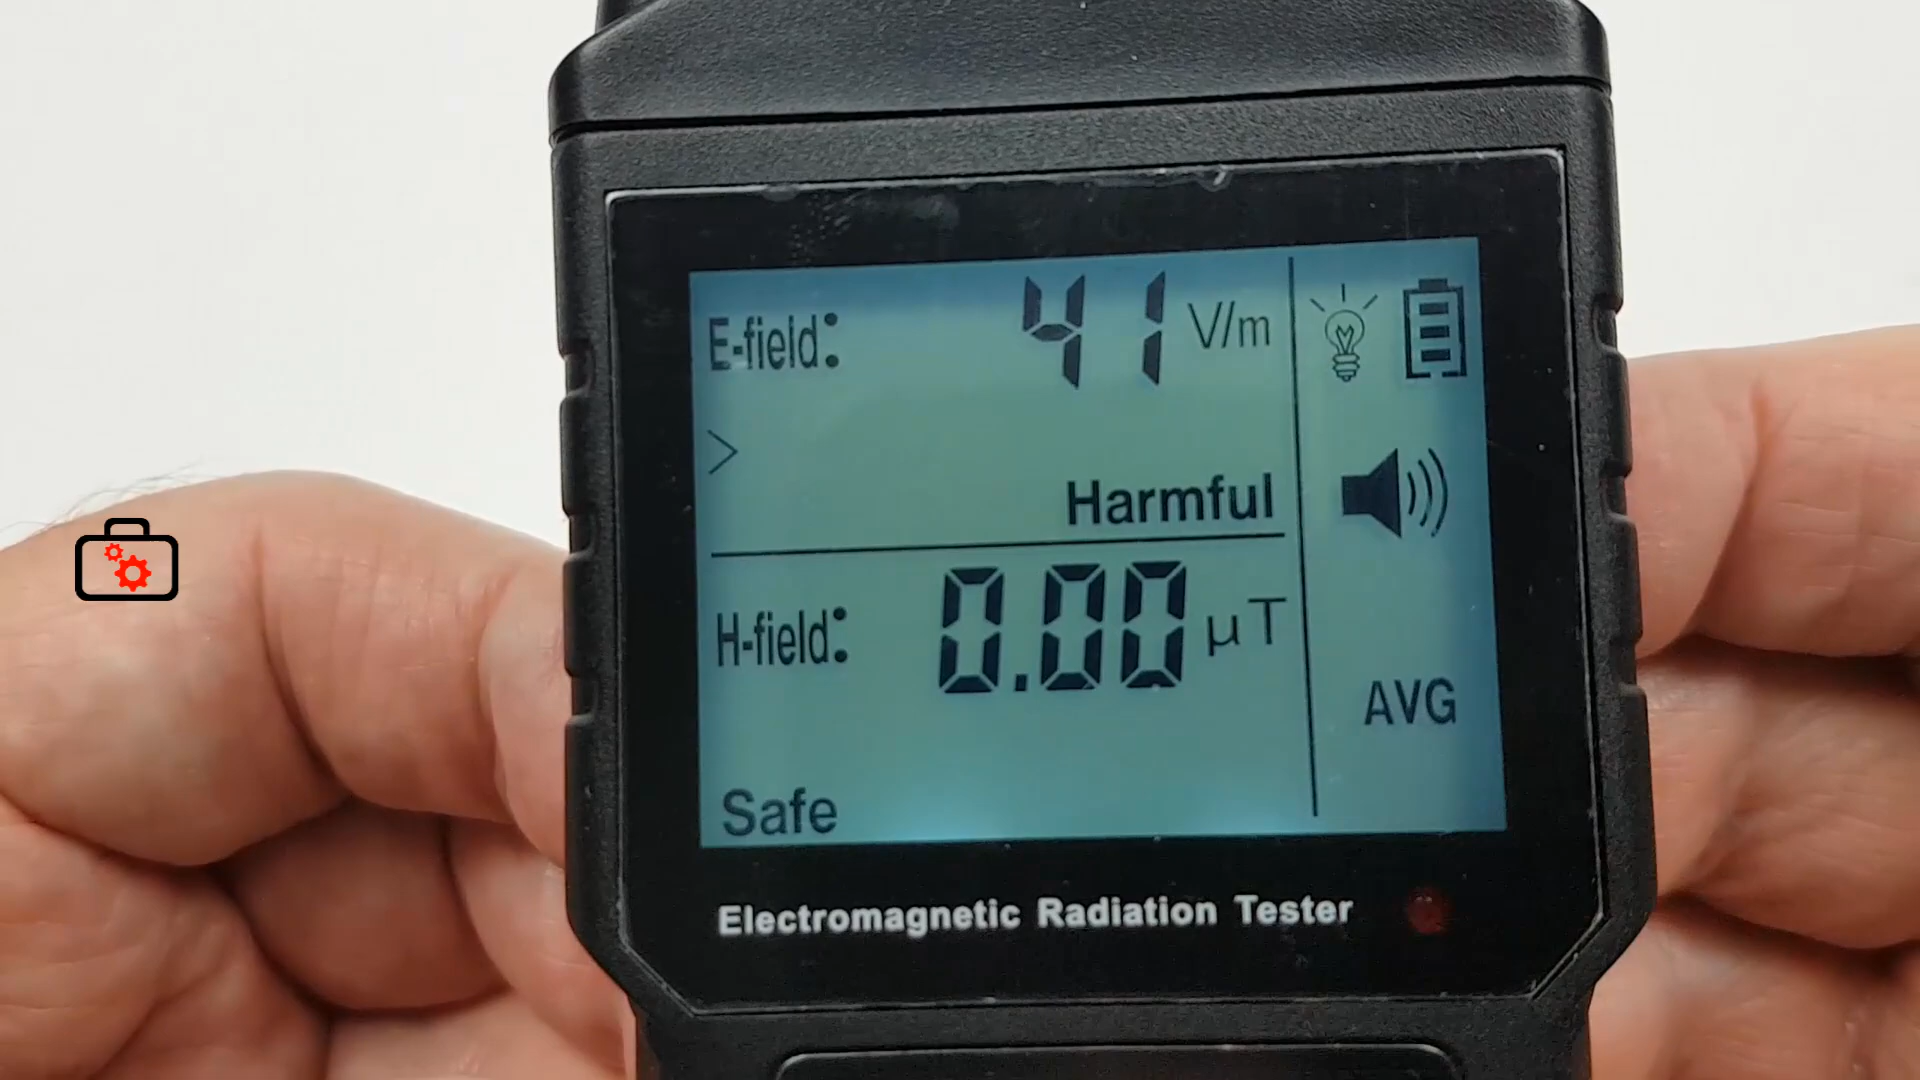 E-field: 41 V/m
>
Harmful
H-field: 0.00 µT
AVG
Safe
Electromagnetic Radiation Tester